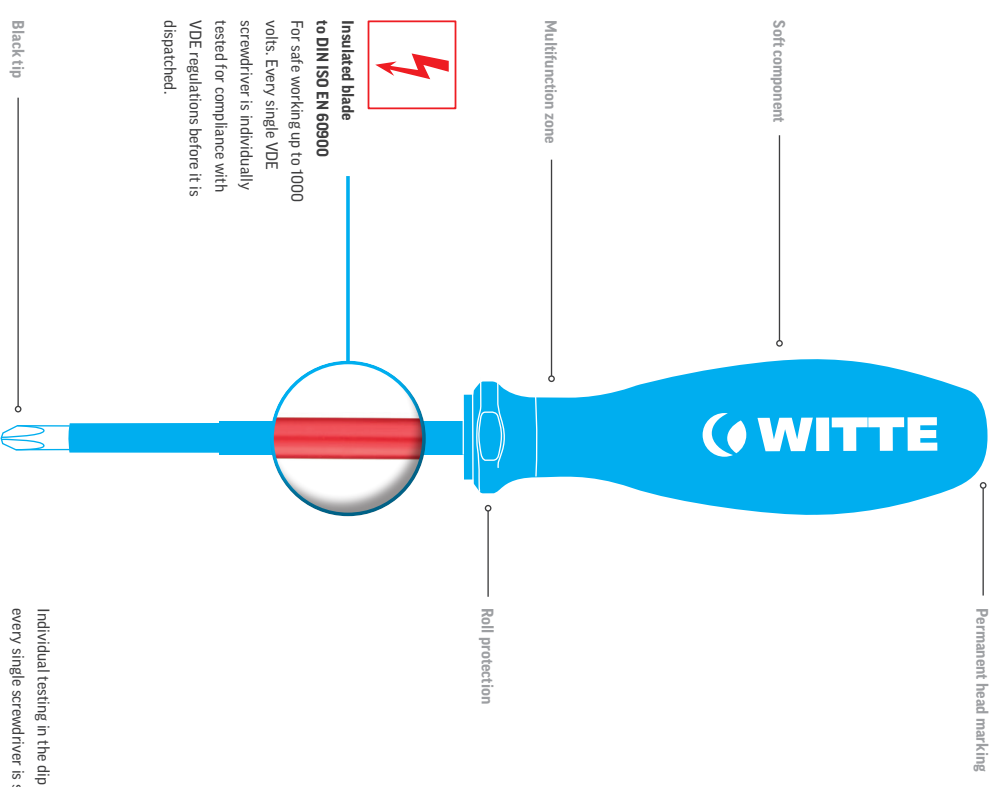 Permanent head marking
Soft component
WITTE
Multifunction zone
Roll protection
Insulated blade
to DIN ISO EN 60900
For safe working up to 1000
volts. Every single VDE
screwdriver is individually
tested for compliance with
VDE regulations before it is
dispatched.
Black tip
Individual testing in the dip
every single screwdriver is